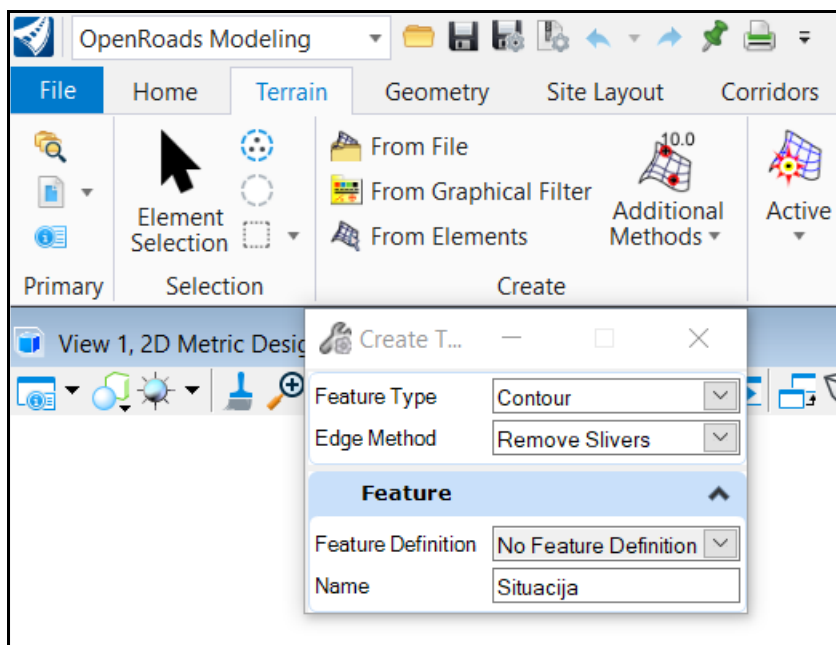 OpenRoads Modeling
File Home Terrain Geometry Site Layout Corridors
From File
From Graphical Filter
From Elements
Element
Selection
10.0
Additional
Methods
Active
Primary Selection Create
View 1, 2D Metric Desig
Create T...
Feature Type Contour
Edge Method Remove Slivers
Feature
Feature Definition No Feature Definition
Name Situacija